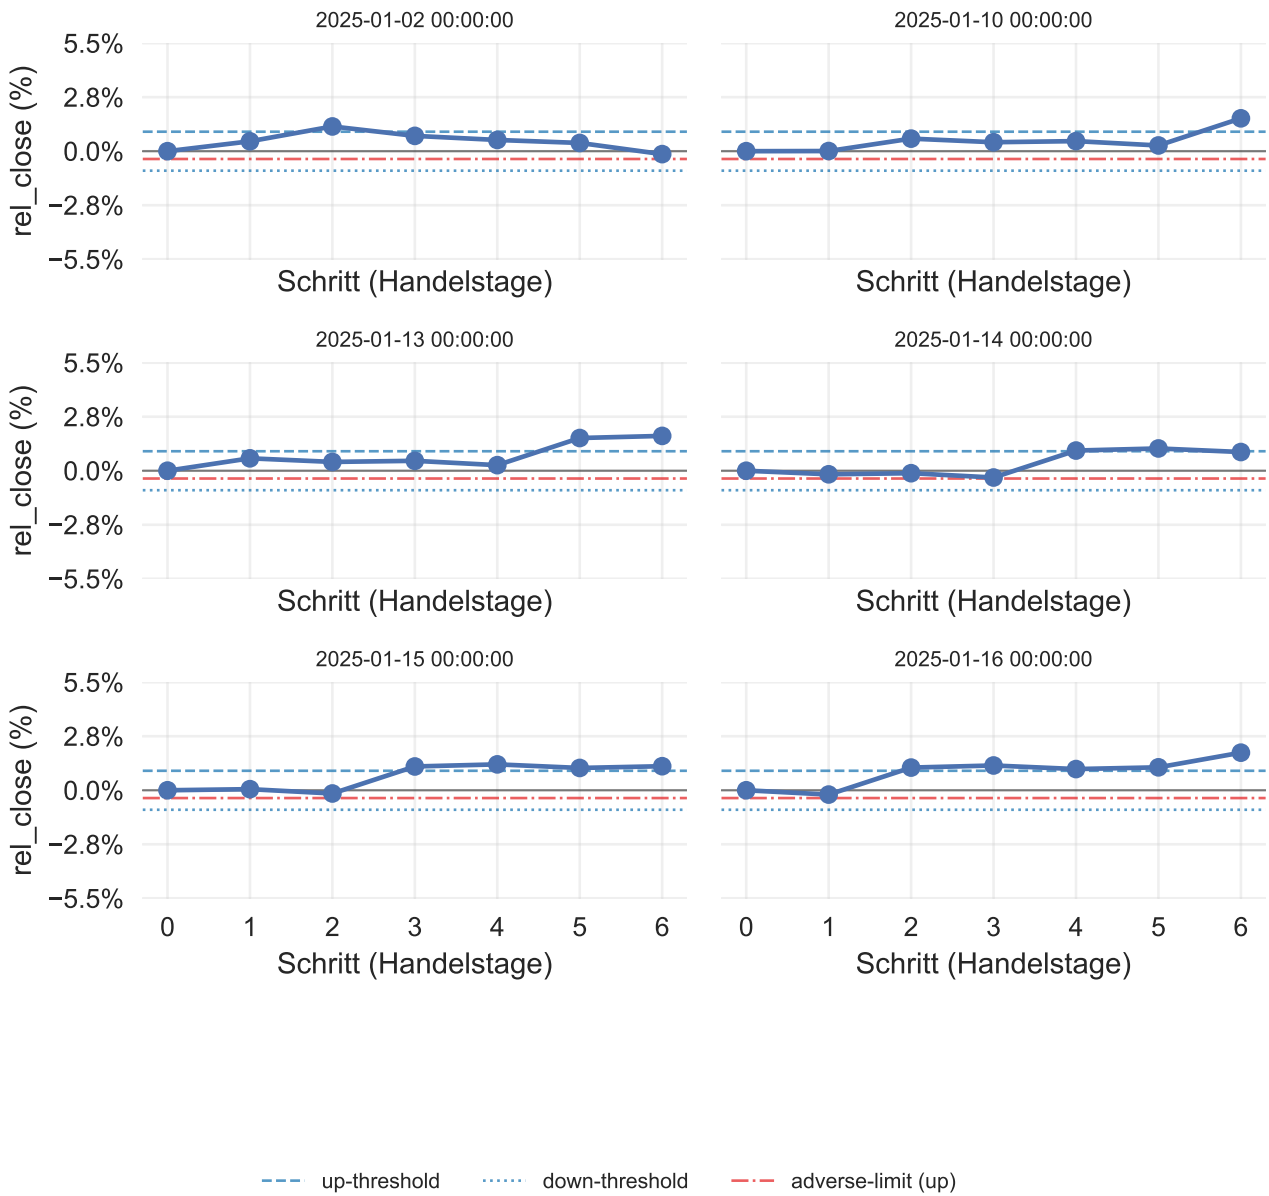 2025-01-02 00:00:00
2025-01-10 00:00:00
5.5%
2.8%
0.0%
−2.8%
−5.5%
rel_close (%)
Schritt (Handelstage)
Schritt (Handelstage)
2025-01-13 00:00:00
2025-01-14 00:00:00
5.5%
2.8%
0.0%
−2.8%
−5.5%
rel_close (%)
Schritt (Handelstage)
Schritt (Handelstage)
2025-01-15 00:00:00
2025-01-16 00:00:00
5.5%
2.8%
0.0%
−2.8%
−5.5%
rel_close (%)
0 1 2 3 4 5 6
0 1 2 3 4 5 6
Schritt (Handelstage)
Schritt (Handelstage)
up-threshold
down-threshold
adverse-limit (up)